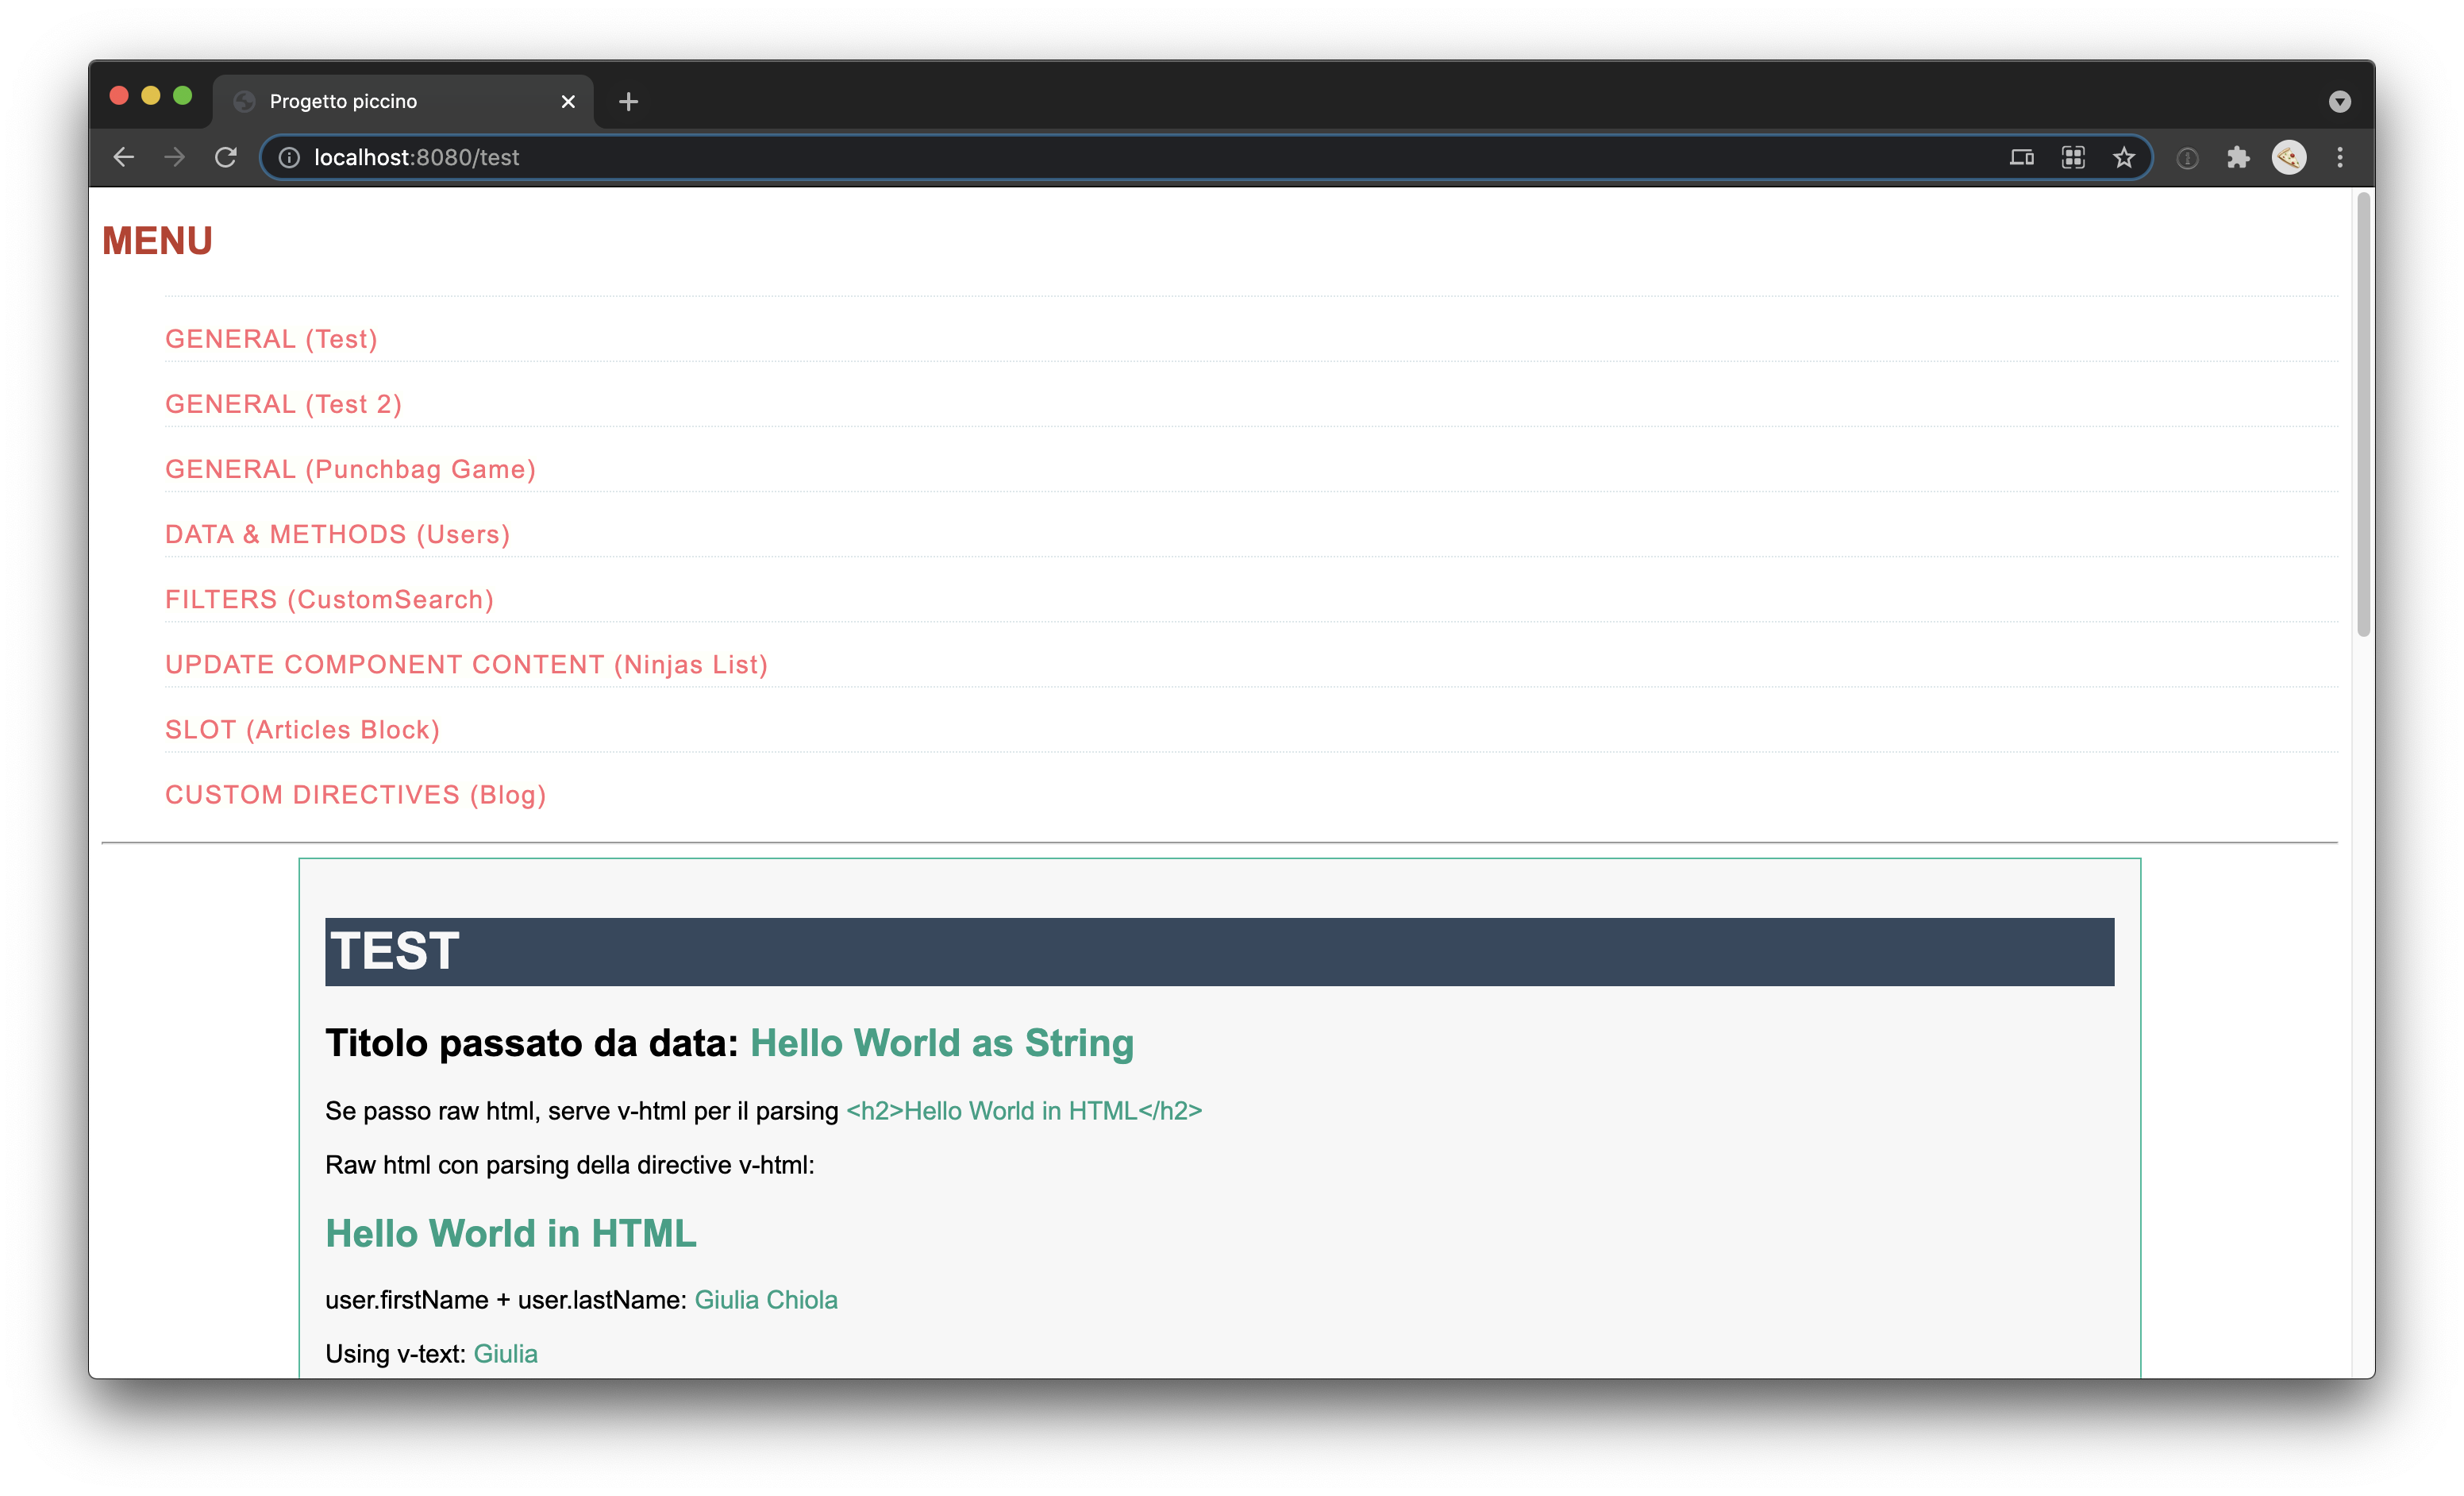 Progetto piccino
localhost:8080/test
MENU
GENERAL (Test)
GENERAL (Test 2)
GENERAL (Punchbag Game)
DATA & METHODS (Users)
FILTERS (CustomSearch)
UPDATE COMPONENT CONTENT (Ninjas List)
SLOT (Articles Block)
CUSTOM DIRECTIVES (Blog)
TEST
Titolo passato da data: Hello World as String
Se passo raw html, serve v-html per il parsing <h2>Hello World in HTML</h2>
Raw html con parsing della directive v-html:
Hello World in HTML
user.firstName + user.lastName: Giulia Chiola
Using v-text: Giulia